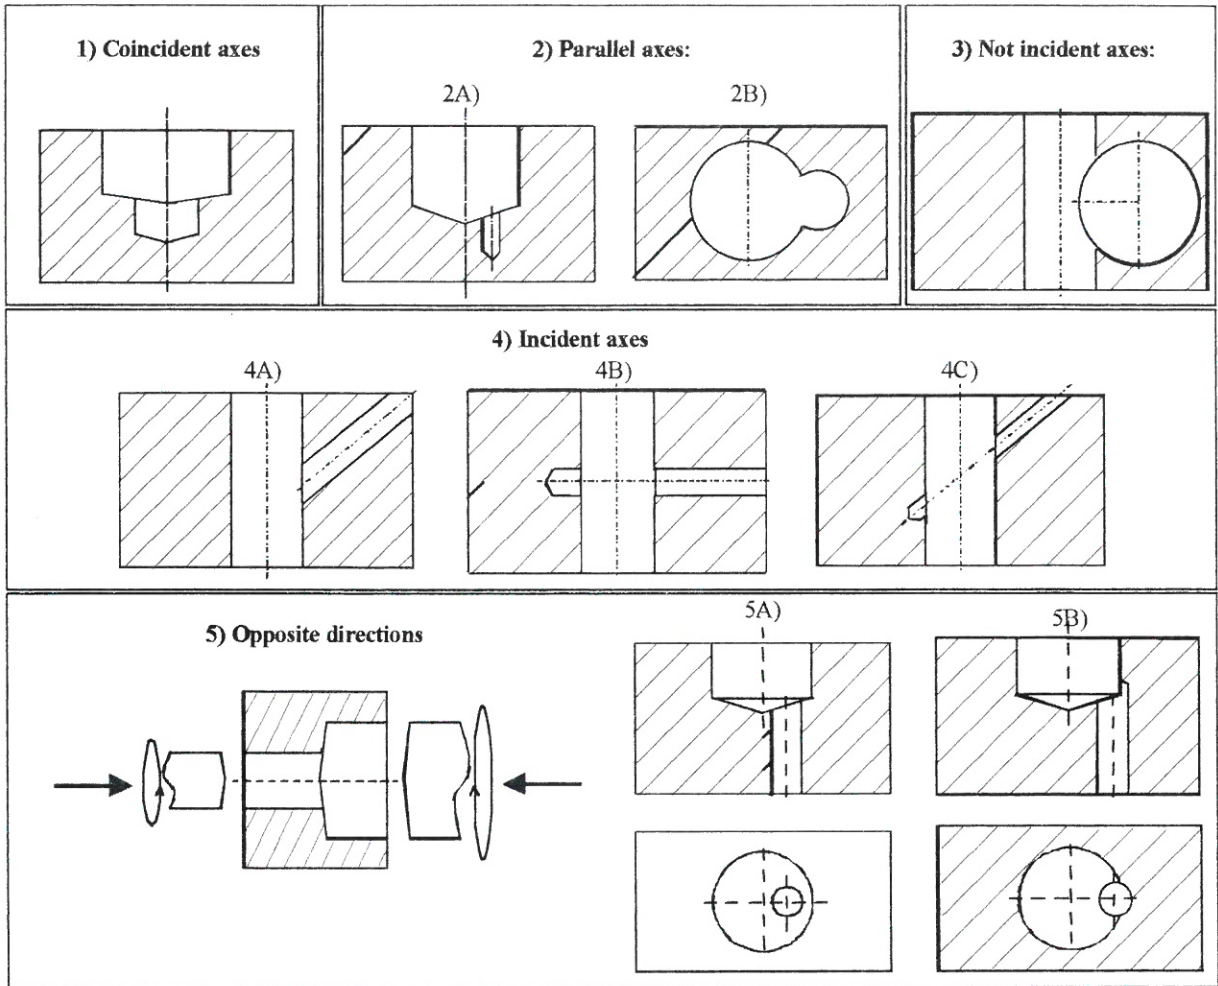 1) Coincident axes
2) Parallel axes:
2A)
2B)
3) Not incident axes:
4) Incident axes
4A)
4B)
4C)
5) Opposite directions
5A)
5B)